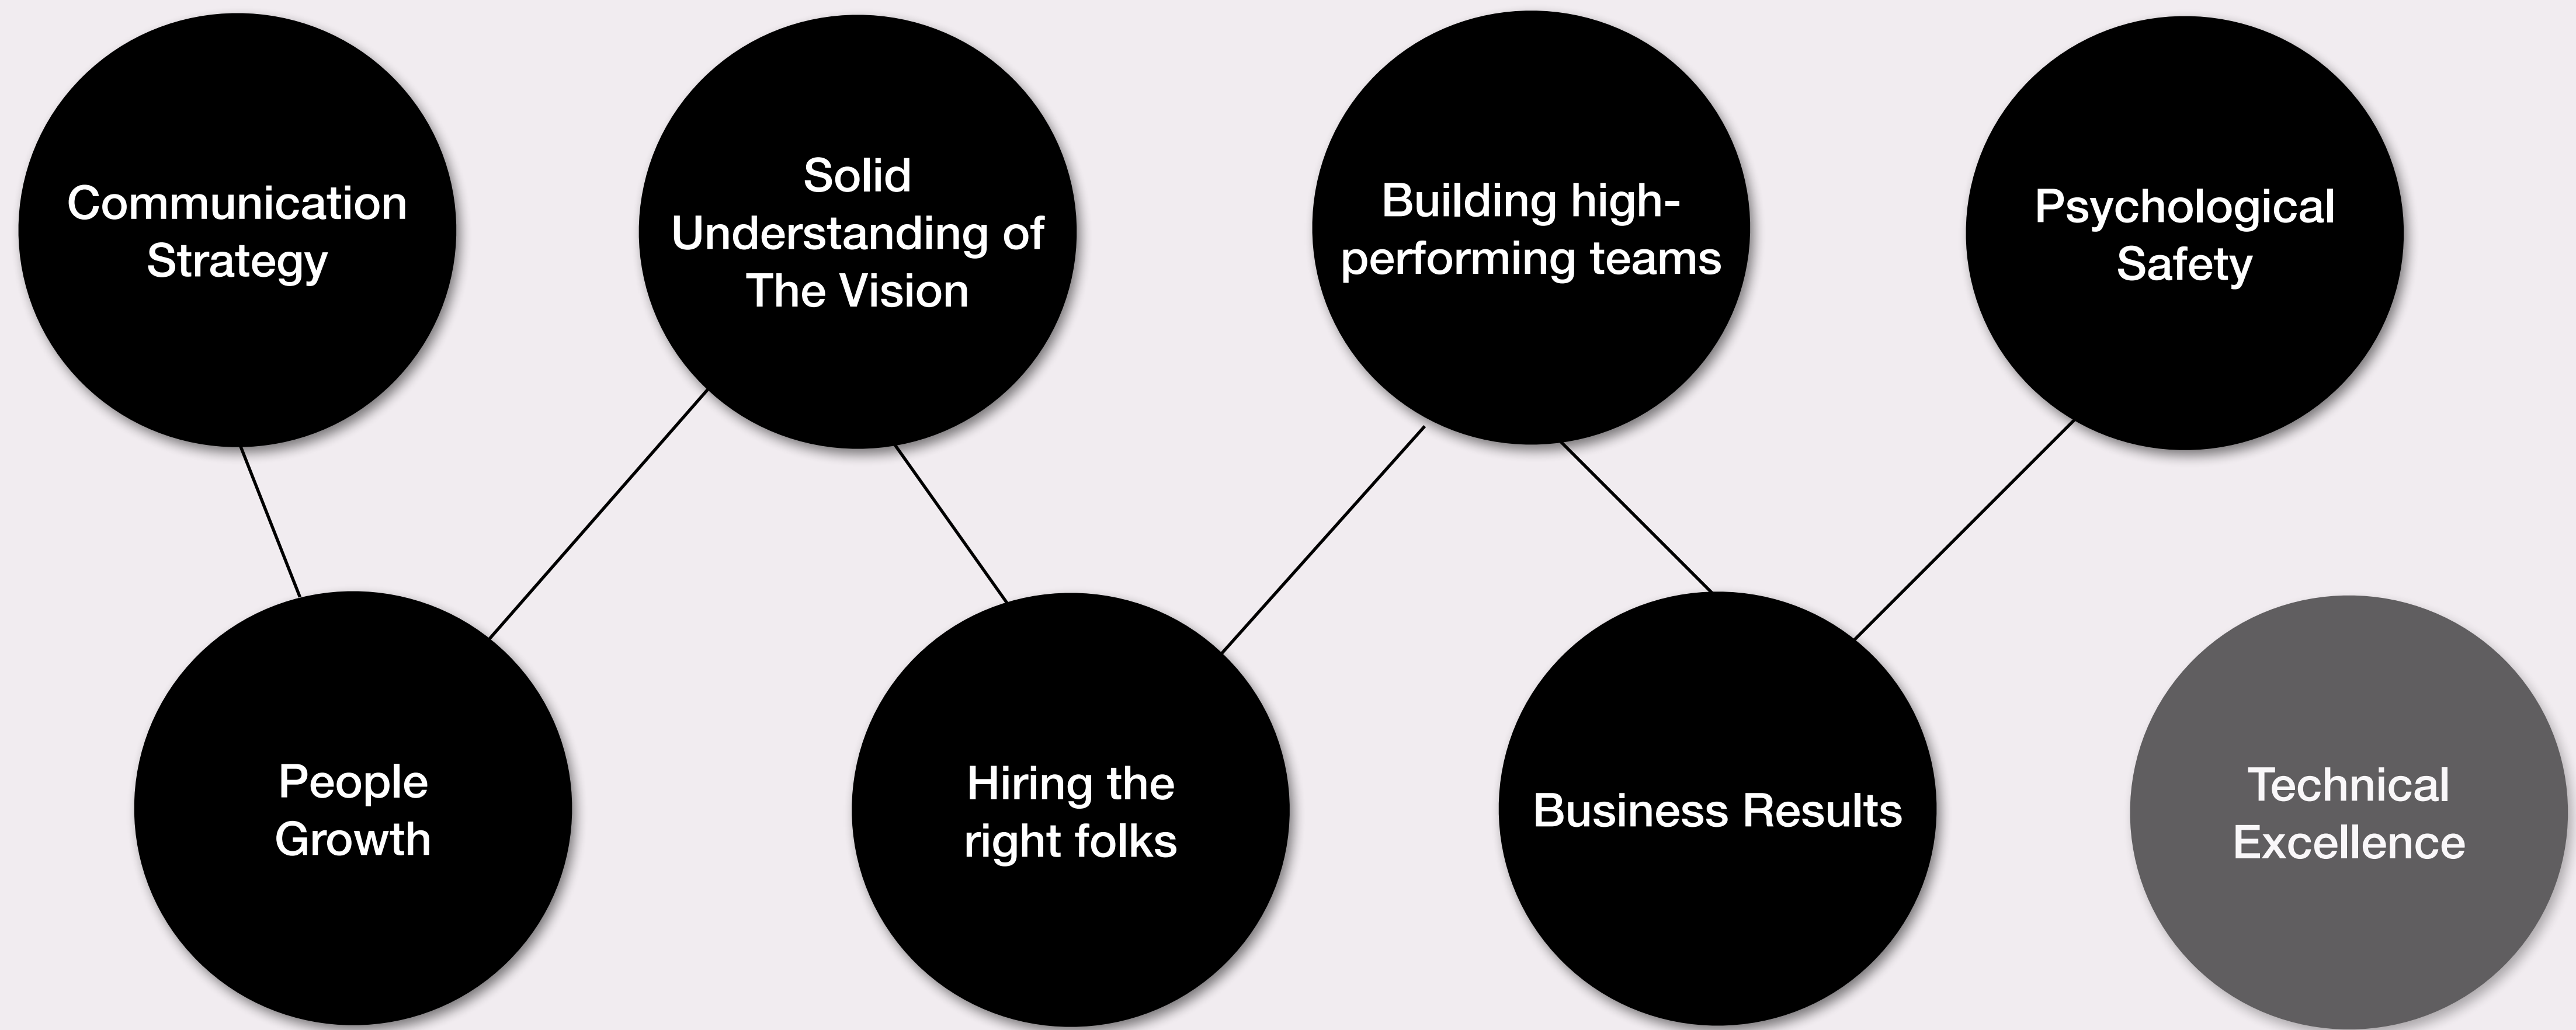 Communication
Strategy
Solid
Understanding of
The Vision
Building high-
performing teams
Psychological
Safety
People
Growth
Hiring the
right folks
Business Results
Technical
Excellence